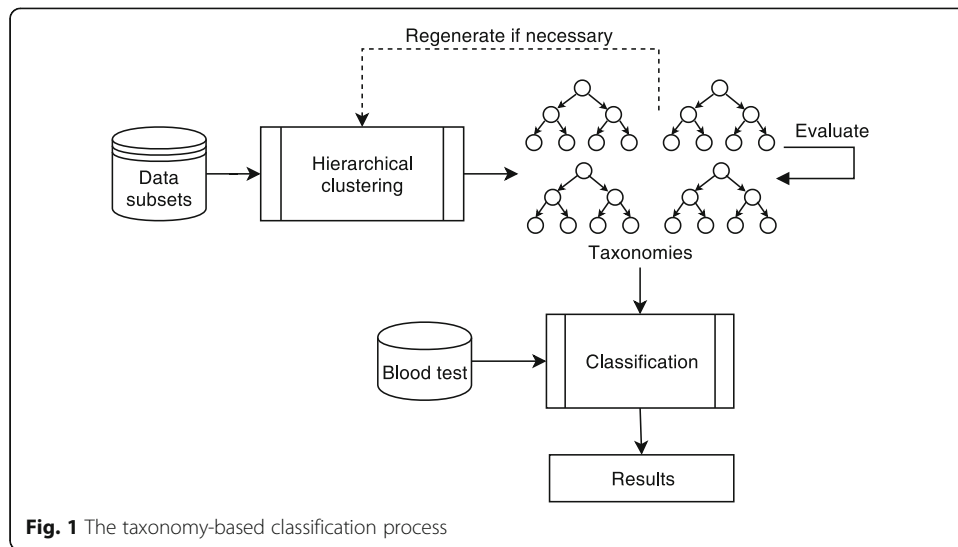 Regenerate if necessary
Evaluate
Data
subsets
Hierarchical
clustering
Taxonomies
Blood test
Classification
Results
Fig. 1 The taxonomy-based classification process